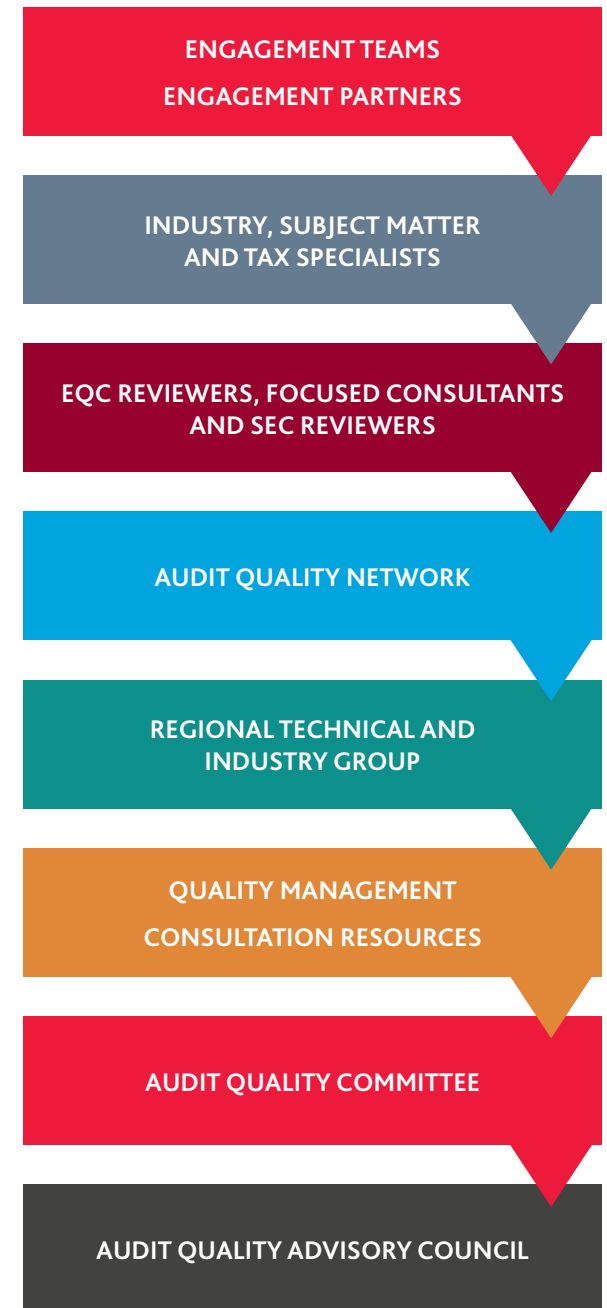 ENGAGEMENT TEAMS
ENGAGEMENT PARTNERS
INDUSTRY, SUBJECT MATTER
AND TAX SPECIALISTS
EQC REVIEWERS, FOCUSED CONSULTANTS
AND SEC REVIEWERS
AUDIT QUALITY NETWORK
REGIONAL TECHNICAL AND
INDUSTRY GROUP
QUALITY MANAGEMENT
CONSULTATION RESOURCES
AUDIT QUALITY COMMITTEE
AUDIT QUALITY ADVISORY COUNCIL